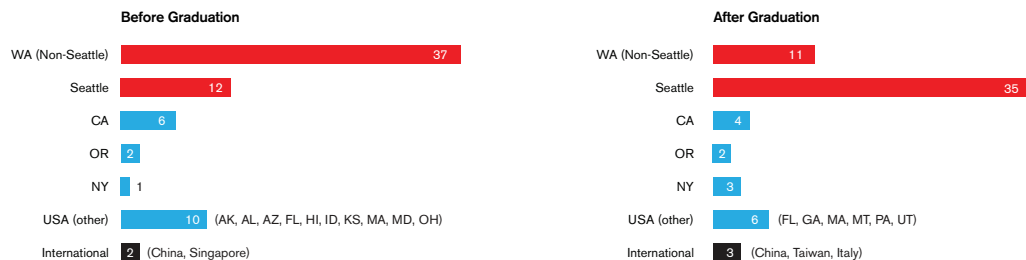 Before Graduation
WA (Non-Seattle) 37
Seattle 12
CA 6
OR 2
NY 1
USA (other) 10 (AK, AL, AZ, FL, HI, ID, KS, MA, MD, OH)
International 2 (China, Singapore)
After Graduation
WA (Non-Seattle) 11
Seattle 35
CA 4
OR 2
NY 3
USA (other) 6 (FL, GA, MA, MT, PA, UT)
International 3 (China, Taiwan, Italy)